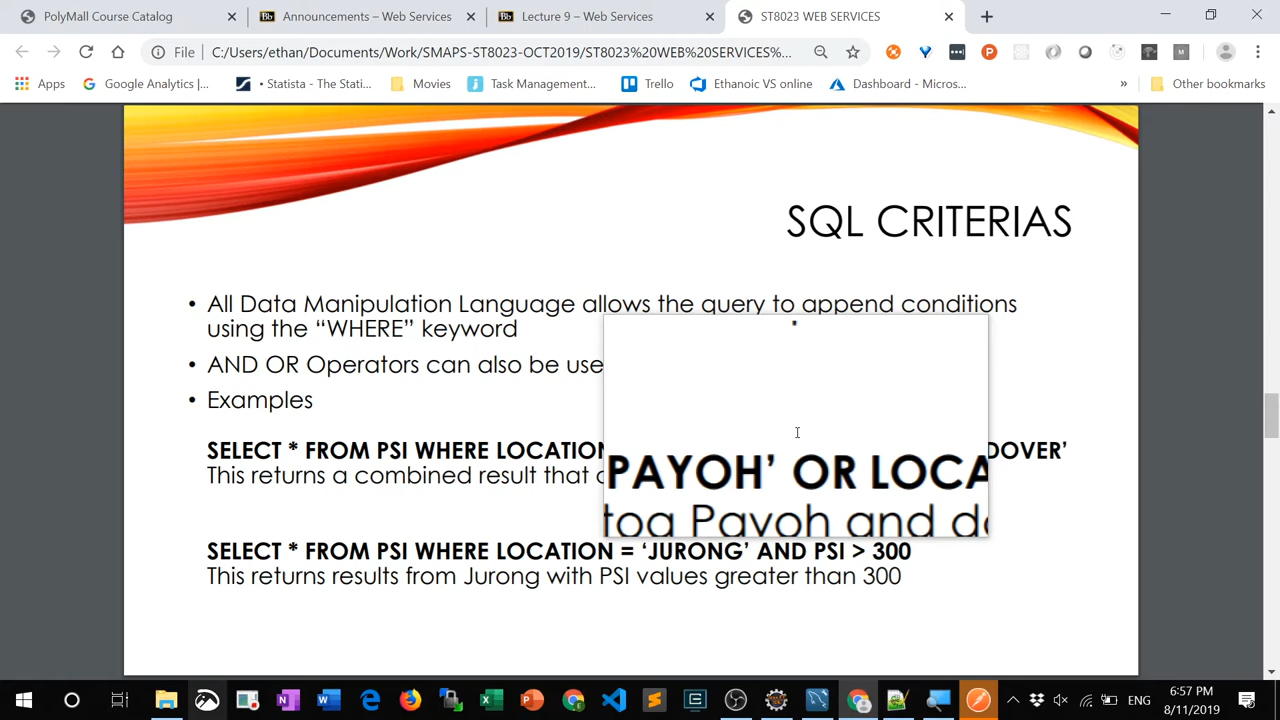 PolyMall Course Catalog
Announcements – Web Services
Lecture 9 – Web Services
ST8023 WEB SERVICES
File
C:/Users/ethan/Documents/Work/SMAPS-ST8023-OCT2019/ST8023%20WEB%20SERVICES%...
Apps
Google Analytics |...
• Statista - The Stati...
Movies
Task Management...
Trello
Ethanoic VS online
Dashboard - Micros...
»
Other bookmarks
SQL CRITERIAS
• All Data Manipulation Language allows the query to append conditions
using the “WHERE” keyword
• AND OR Operators can also be use
• Examples
SELECT * FROM PSI WHERE LOCATION
DOVER’
This returns a combined result that
PAYOH’ OR LOCA
toa Payoh and
SELECT * FROM PSI WHERE LOCATION = ‘JURONG’ AND PSI > 300
This returns results from Jurong with PSI values greater than 300
ENG
6:57 PM
8/11/2019